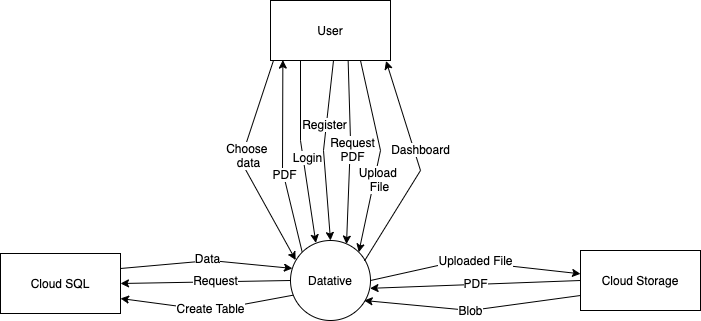 User
Register
Request
PDF
Choose
data
Login
Dashboard
PDF
Upload
File
Data
Uploaded File
Cloud SQL
Request
Datative
PDF
Cloud Storage
Create Table
Blob